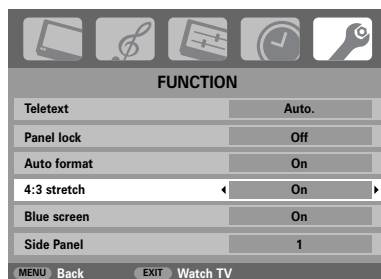 FUNCTION
Teletext Auto.
Panel lock Off
Auto format On
4:3 stretch On
Blue screen On
Side Panel 1
MENU Back EXIT Watch TV